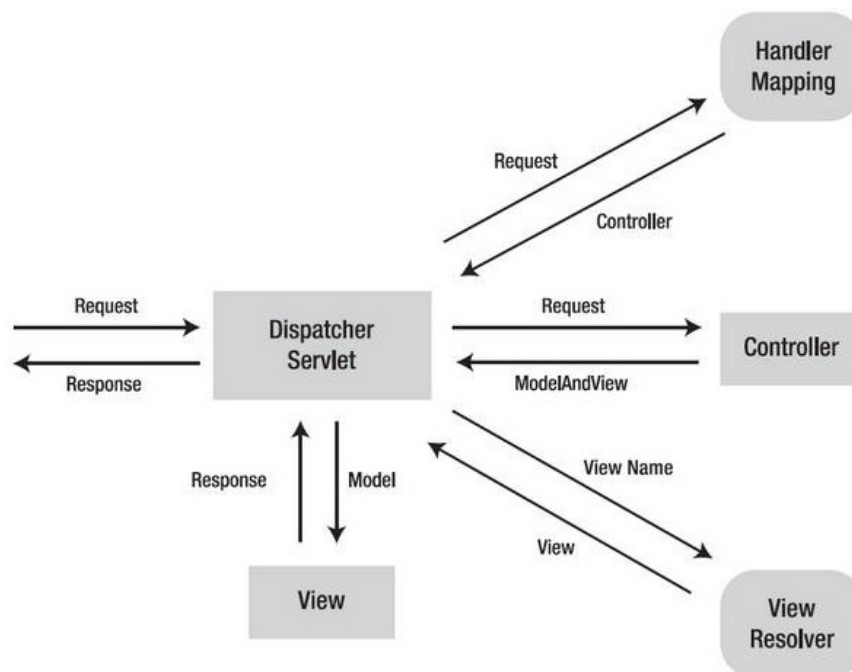 Handler
Mapping
Request
Controller
Request
Response
Dispatcher
Servlet
Request
ModelAndView
Controller
Response
Model
View Name
View
View
View
Resolver